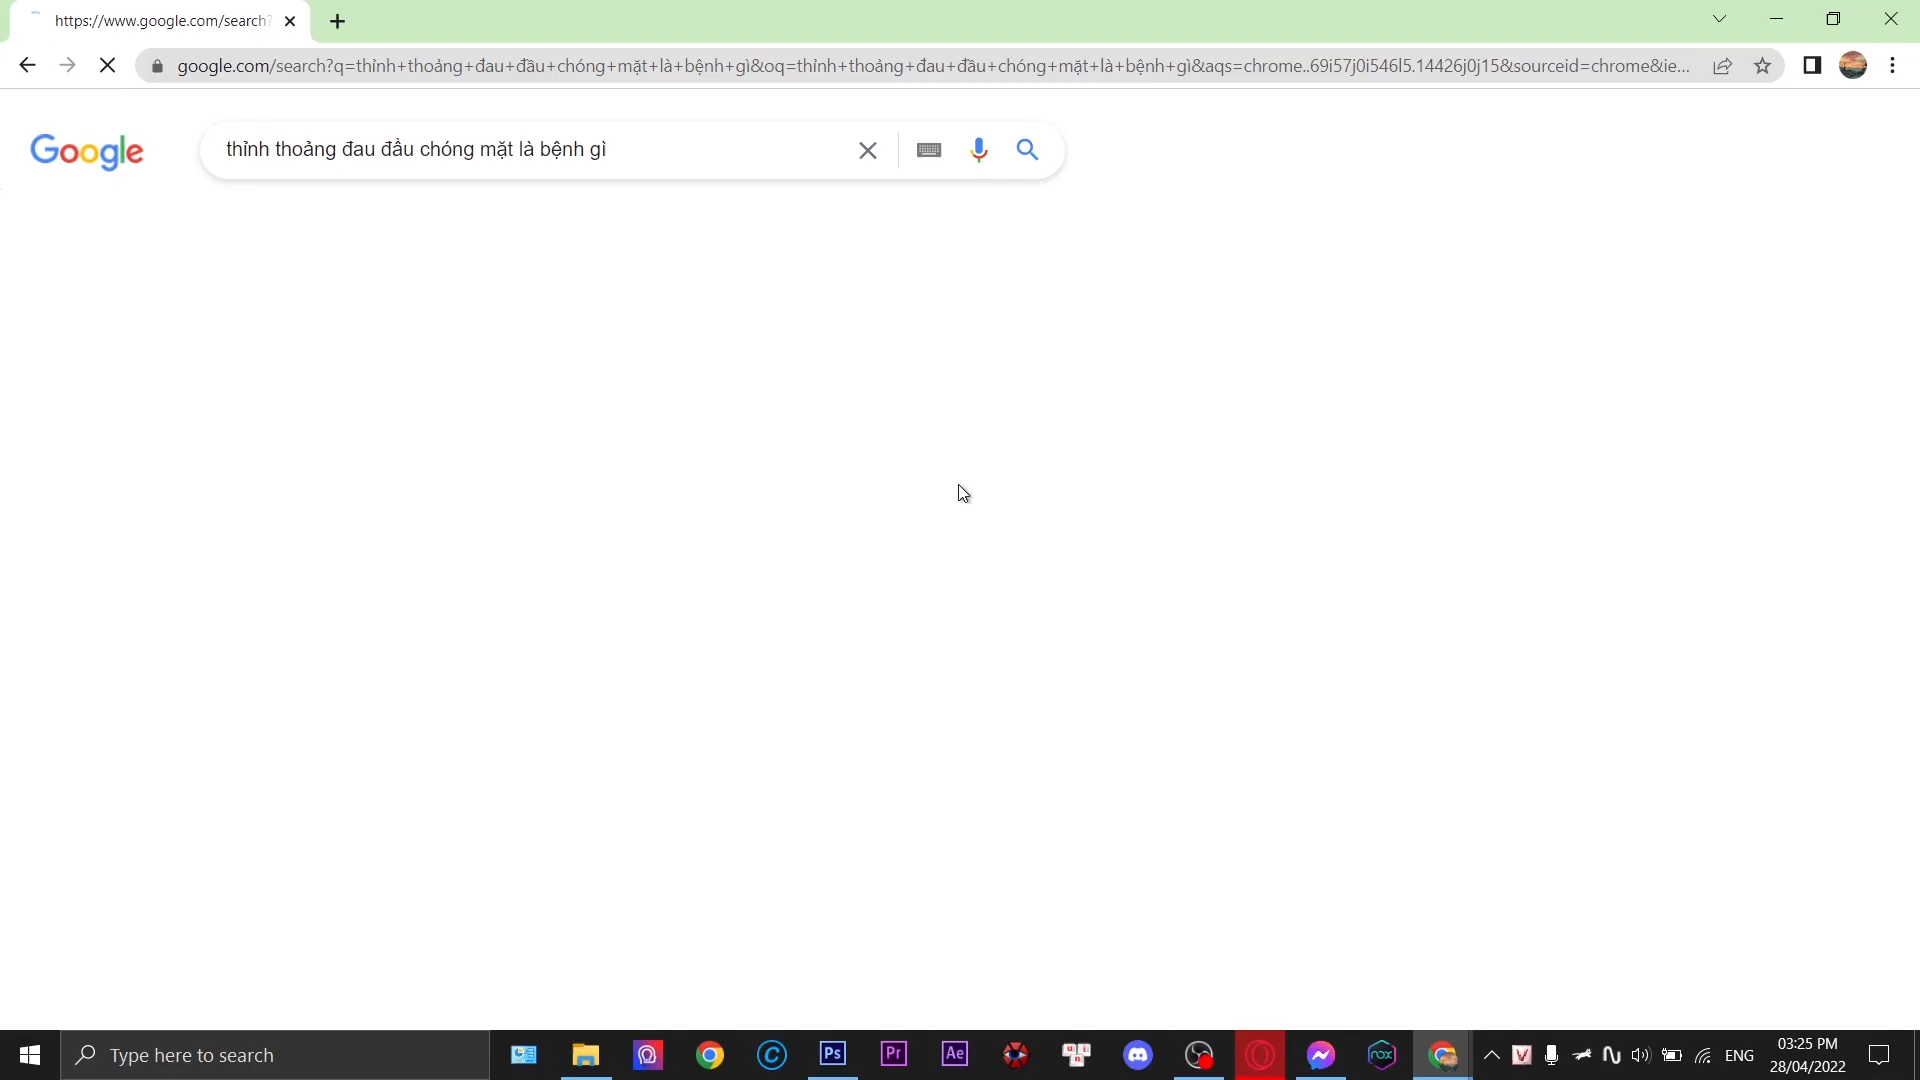 https://www.google.com/search?
google.com/search?q=thỉnh+thoảng+đau+đầu+chóng+mặt+là+bệnh+gì&oq=thỉnh+thoảng+đau+đầu+chóng+mặt+là+bệnh+gì&aqs=chrome..69i57j0i546l5.14426j0j15&sourceid=chrome&ie...
Google
thỉnh thoảng đau đầu chóng mặt là bệnh gì
Type here to search
Ps
Pr
Ae
u
n
i
nox
V
ENG
03:25 PM
28/04/2022